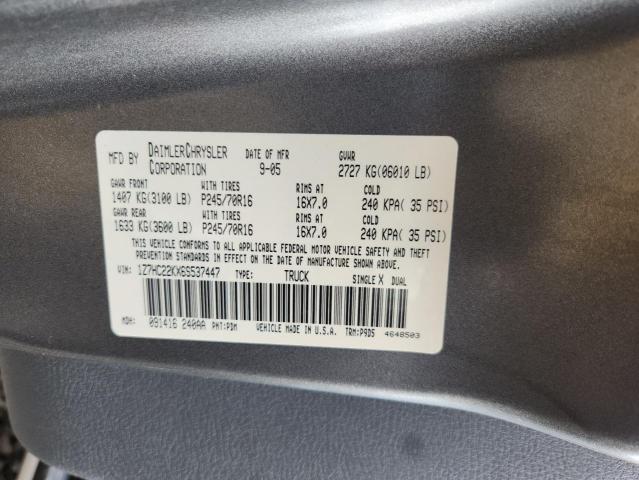 MFD BY DAIMLERCHRYSLER CORPORATION DATE OF MFR 9-05 GVWR 2727 KG(06010 LB)
GAWR FRONT WITH TIRES RIMS AT COLD
1407 KG(3100 LB) P245/70R16 16X7.0 240 KPA( 35 PSI)
GAWR REAR WITH TIRES RIMS AT COLD
1633 KG(3600 LB) P245/70R16 16X7.0 240 KPA( 35 PSI)
THIS VEHICLE CONFORMS TO ALL APPLICABLE FEDERAL MOTOR VEHICLE SAFETY AND THEFT
PREVENTION STANDARDS IN EFFECT ON THE DATE OF MANUFACTURE SHOWN ABOVE.
VIN: 1Z7HC22KX6S537447 TYPE: TRUCK SINGLE X DUAL
MDH: 091416 240AA PNT:PDM VEHICLE MADE IN U.S.A. TRM:P9D5 4648503